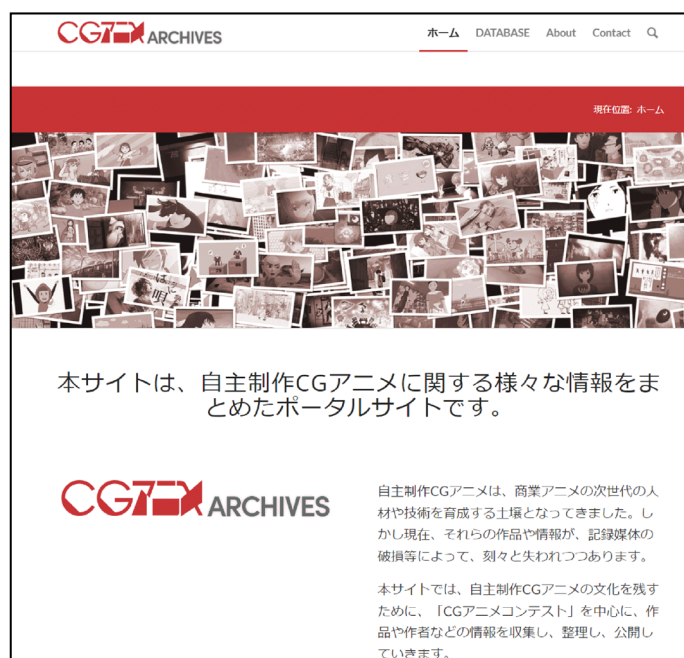 CGアニメ ARCHIVES
ホーム DATABASE About Contact
現在位置: ホーム
はに
唄
本サイトは、自主制作CGアニメに関する様々な情報をま
とめたポータルサイトです。
CGアニメ ARCHIVES
自主制作CGアニメは、商業アニメの次世代の人
材や技術を育成する土壌となってきました。し
かし現在、それらの作品や情報が、記録媒体の
破損等によって、刻々と失われつつあります。
本サイトでは、自主制作CGアニメの文化を残す
ために、「CGアニメコンテスト」を中心に、作
品や作者などの情報を収集し、整理し、公開し
ていきます。